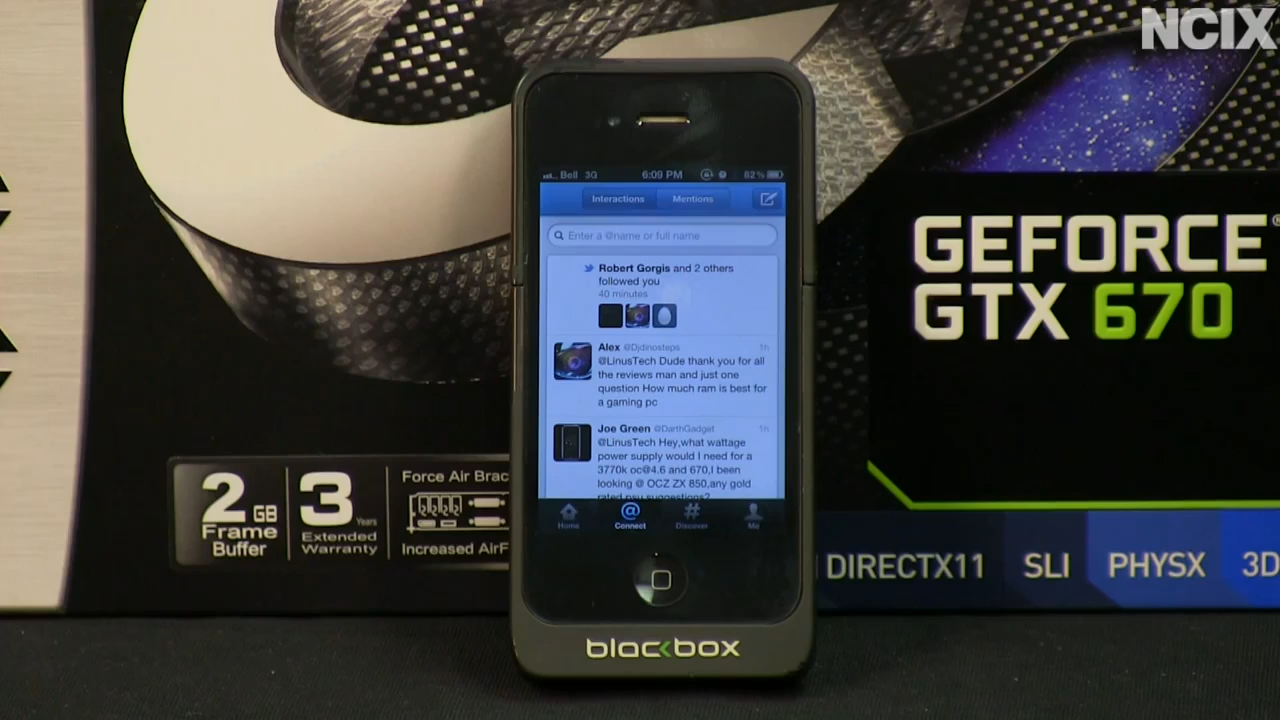 NCIX
Bell 3G 6:09 PM 82%
Interactions Mentions
Enter a @name or full name
Robert Gorgis and 2 others
followed you
40 minutes
Alex @Djdinosteps 1h
@LinusTech Dude thank you for all
the reviews man and just one
question How much ram is best for
a gaming pc
Joe Green @DarthGadget 1h
@LinusTech Hey,what wattage
power supply would I need for a
3770k oc@4.6 and 670,I been
looking @ OCZ ZX 850,any gold
rated psu suggestions?
Home Connect Discover Me
blackbox
GEFORCE
GTX 670
2 GB
Frame
Buffer
3 Years
Extended
Warranty
Force Air Brac
Increased AirF
DIRECTX11 SLI PHYSX 3D